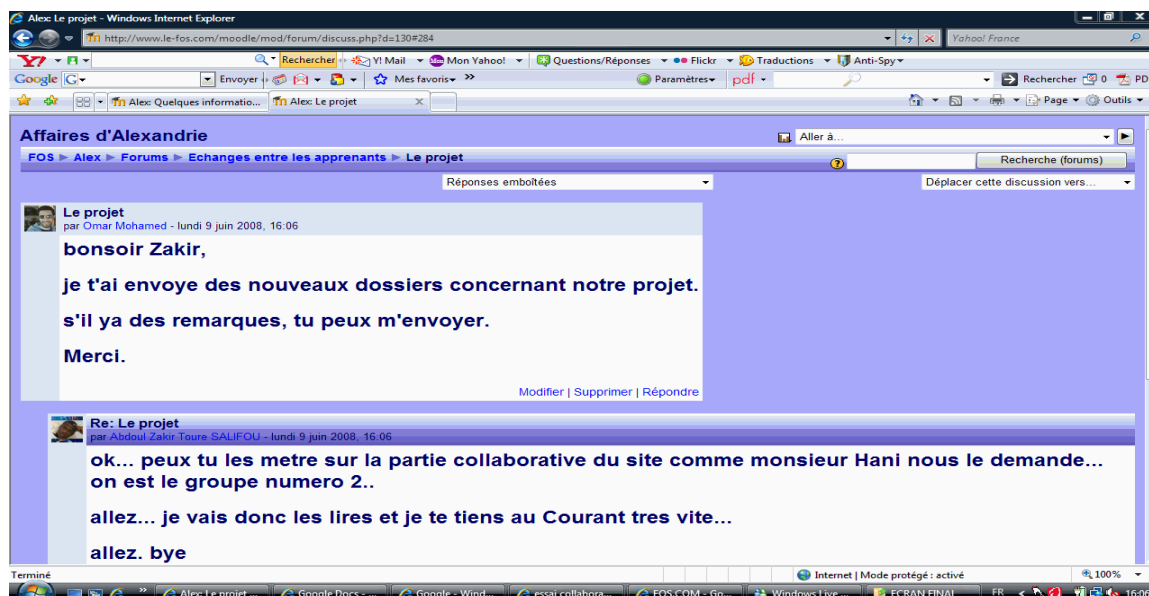 Alex: Le projet - Windows Internet Explorer
http://www.le-fos.com/moodle/mod/forum/discuss.php?d=130#284
Yahoo! France
Y7 Rechercher Y! Mail Mon Yahoo! Questions/Réponses Flickr Traductions Anti-Spy
Google G Envoyer Mes favoris Paramètres pdf Rechercher 0 PD
Alex: Quelques informatio... Alex: Le projet Page Outils
Affaires d'Alexandrie
Aller à...
FOS Alex Forums Echanges entre les apprenants Le projet
Recherche (forums)
Réponses emboîtées
Déplacer cette discussion vers...
Le projet
par Omar Mohamed - lundi 9 juin 2008, 16:06
bonsoir Zakir,
je t'ai envoye des nouveaux dossiers concernant notre projet.
s'il ya des remarques, tu peux m'envoyer.
Merci.
Modifier | Supprimer | Répondre
Re: Le projet
par Abdoul Zakir Toure SALIFOU - lundi 9 juin 2008, 16:06
ok... peux tu les metre sur la partie collaborative du site comme monsieur Hani nous le demande...
on est le groupe numero 2..
allez... je vais donc les lires et je te tiens au Courant tres vite...
allez. bye
Terminé
Internet | Mode protégé : activé
100%
Alex: Le projet ... Google Docs - ... Google - Wind... essai collabora... FOS.COM - Go... Windows Live ... ECRAN FINAL FR 16:06